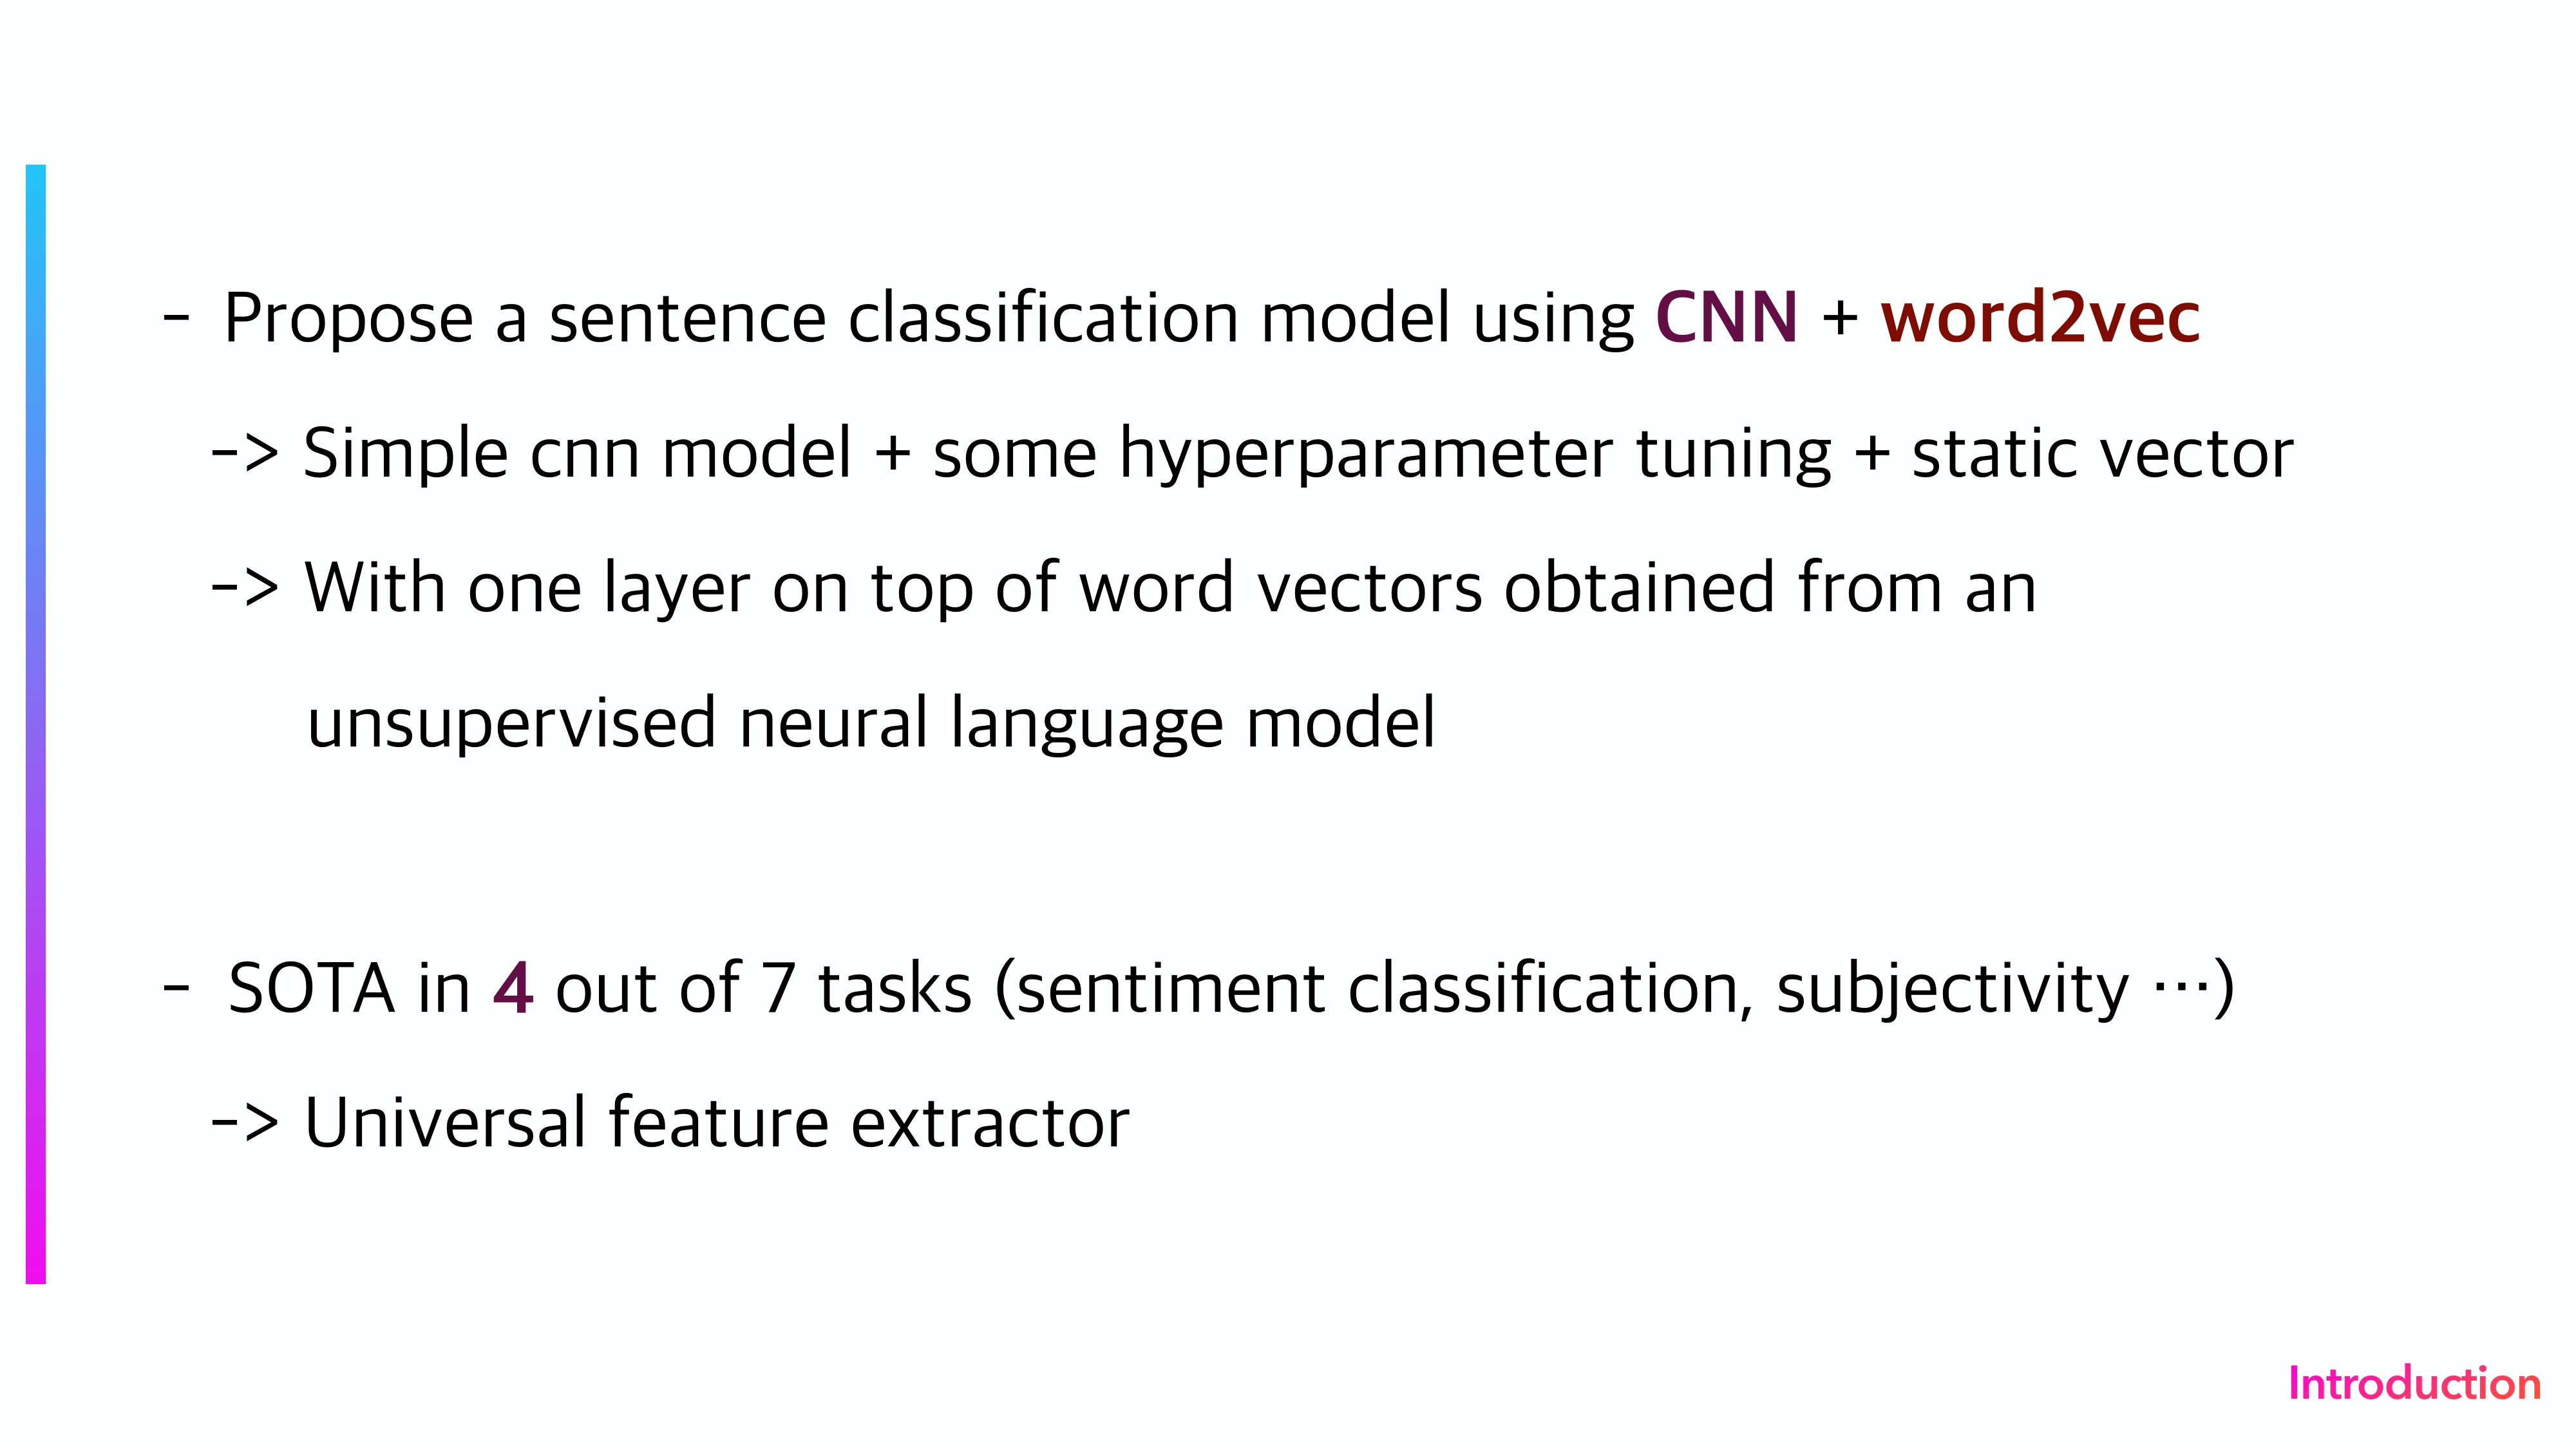 - Propose a sentence classification model using CNN + word2vec
-> Simple cnn model + some hyperparameter tuning + static vector
-> With one layer on top of word vectors obtained from an
unsupervised neural language model
- SOTA in 4 out of 7 tasks (sentiment classification, subjectivity ⋯)
-> Universal feature extractor
Introduction